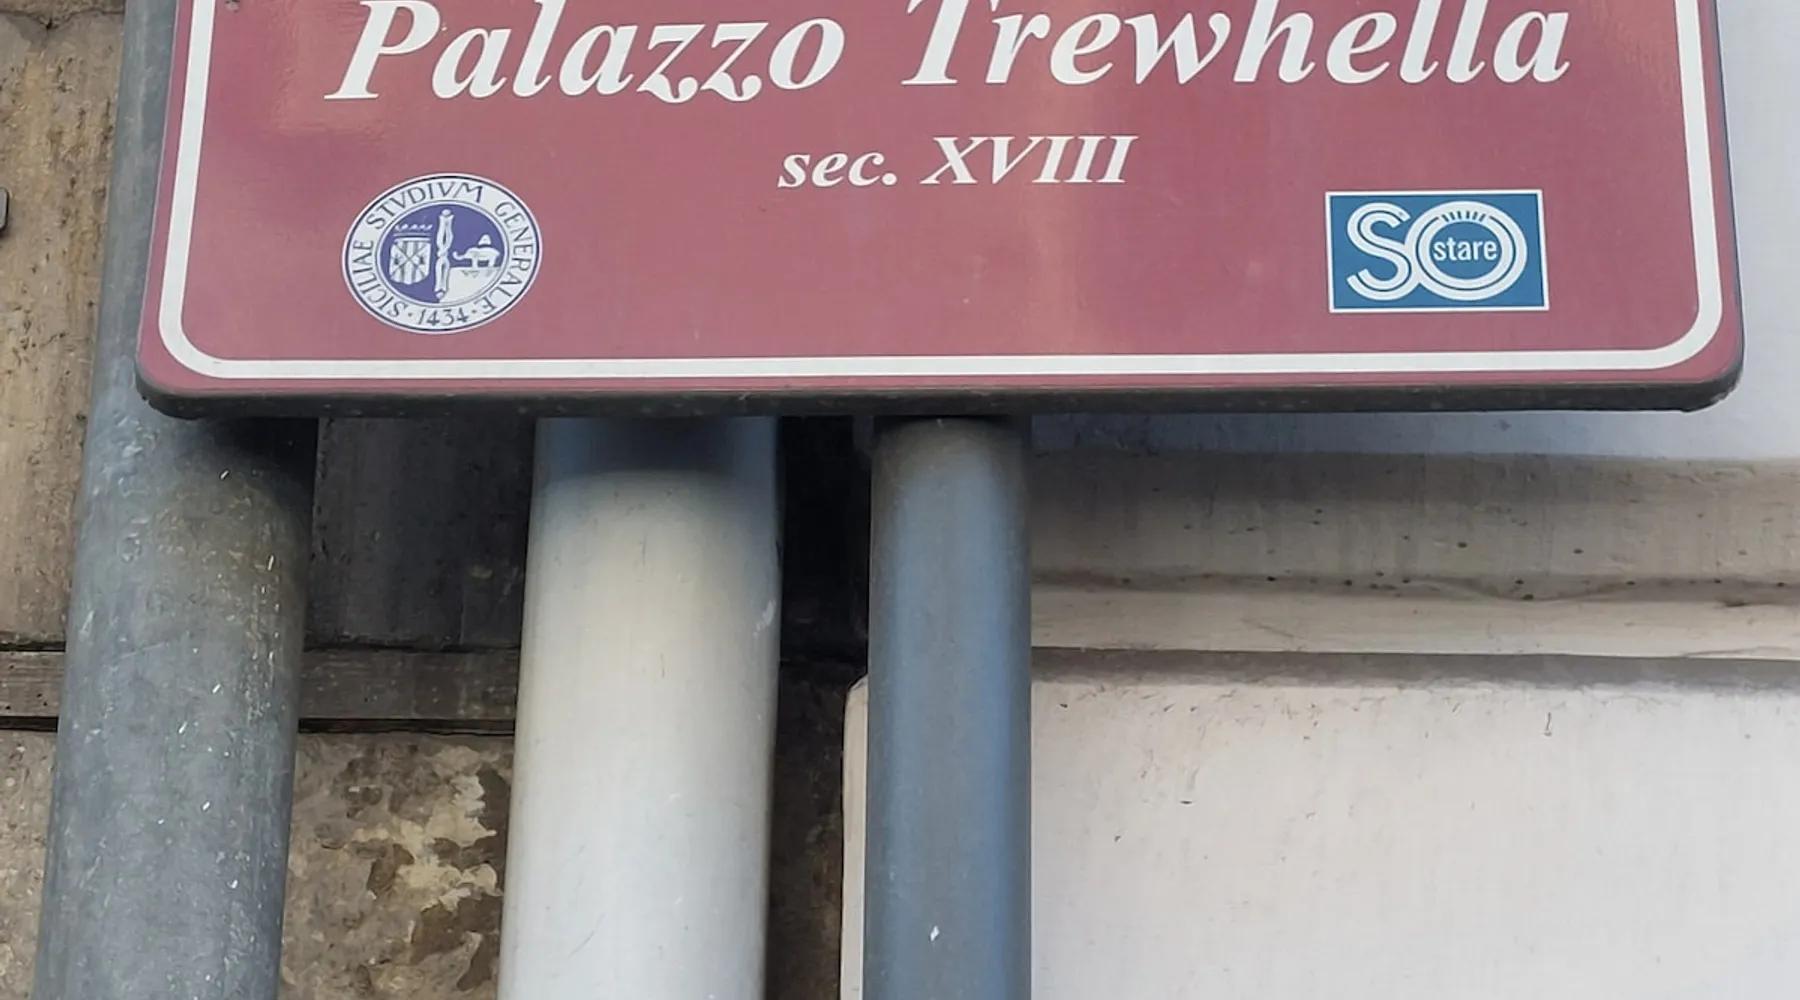 Palazzo Trewhella
sec. XVIII
SICILIAE STVDIVM GENERALE · 1434 ·
SO stare